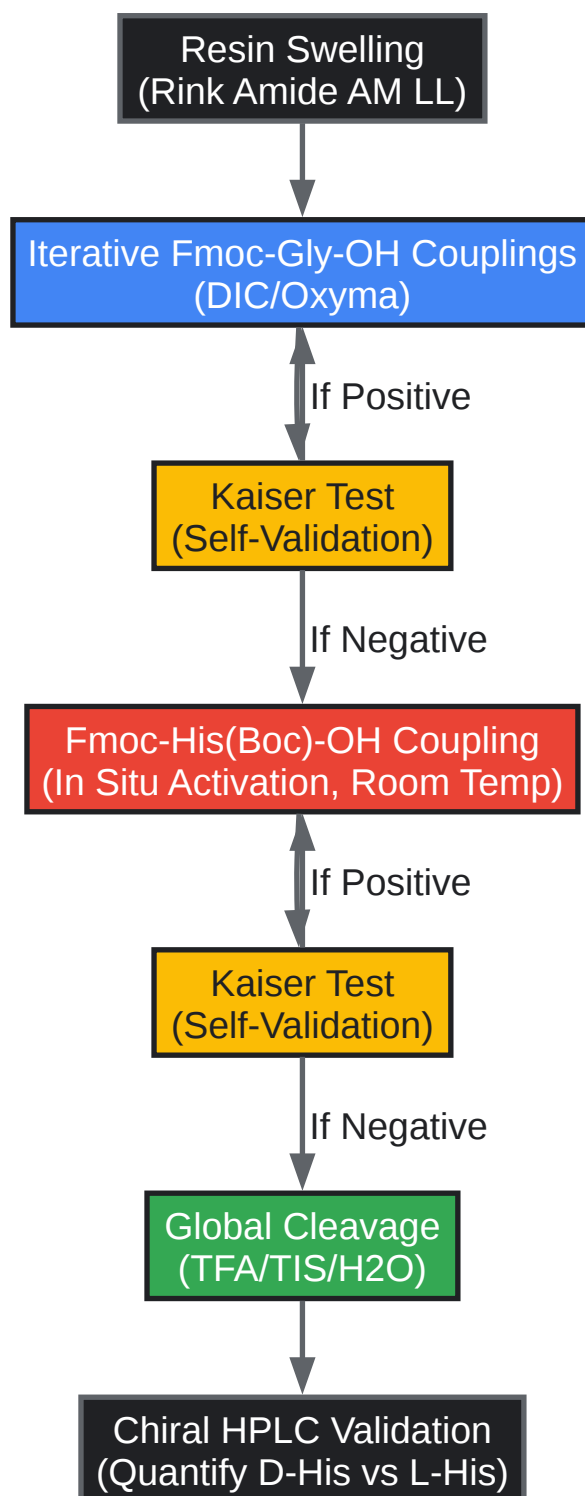 Resin Swelling
(Rink Amide AM LL)
Iterative Fmoc-Gly-OH Couplings
(DIC/Oxyma)
If Positive
Kaiser Test
(Self-Validation)
If Negative
Fmoc-His(Boc)-OH Coupling
(In Situ Activation, Room Temp)
If Positive
Kaiser Test
(Self-Validation)
If Negative
Global Cleavage
(TFA/TIS/H2O)
Chiral HPLC Validation
(Quantify D-His vs L-His)